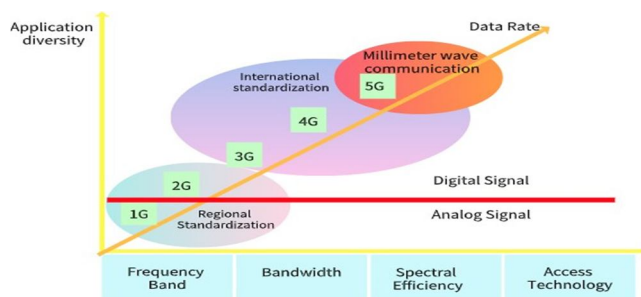 Application
diversity
Data Rate
Millimeter wave
communication
International
standardization
5G
4G
3G
2G
1G
Regional
Standardization
Digital Signal
Analog Signal
Frequency
Band
Bandwidth
Spectral
Efficiency
Access
Technology